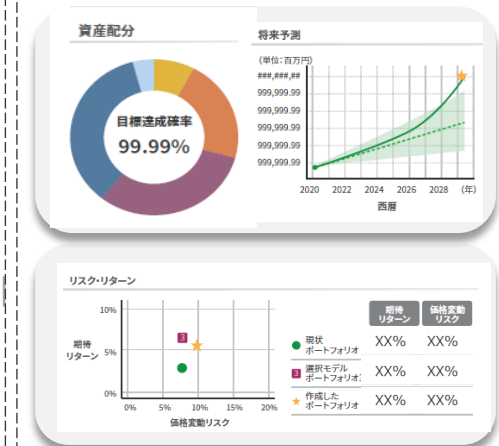 資産配分
目標達成確率
99.99%
将来予測
(単位：百万円)
###,###,##
999,999.99
999,999.99
999,999.99
999,999.99
999,999.99
2020 2022 2024 2026 2028 (年)
西暦
リスク・リターン
10%
5%
0%
期待
リターン
3
0% 5% 10% 15% 20%
価格変動リスク
期待
リターン
価格変動
リスク
現状
ポートフォリオ
XX% XX%
3
選択モデル
ポートフォリオ
XX% XX%
作成した
ポートフォリオ
XX% XX%